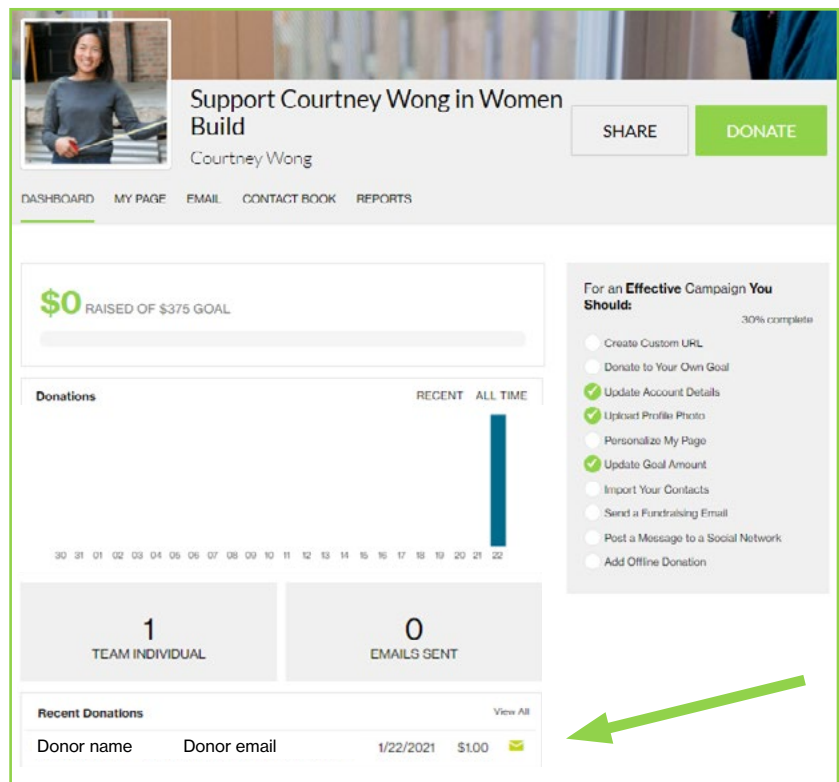 Support Courtney Wong in Women
Build
Courtney Wong
SHARE
DONATE
DASHBOARD MY PAGE EMAIL CONTACT BOOK REPORTS
$0 RAISED OF $375 GOAL
Donations RECENT ALL TIME
30 31 01 02 03 04 05 06 07 08 09 10 11 12 13 14 15 16 17 18 19 20 21 22
1
TEAM INDIVIDUAL
0
EMAILS SENT
Recent Donations View All
Donor name Donor email 1/22/2021 $1.00
For an Effective Campaign You
Should:
30% complete
Create Custom URL
Donate to Your Own Goal
Update Account Details
Upload Profile Photo
Personalize My Page
Update Goal Amount
Import Your Contacts
Send a Fundraising Email
Post a Message to a Social Network
Add Offline Donation